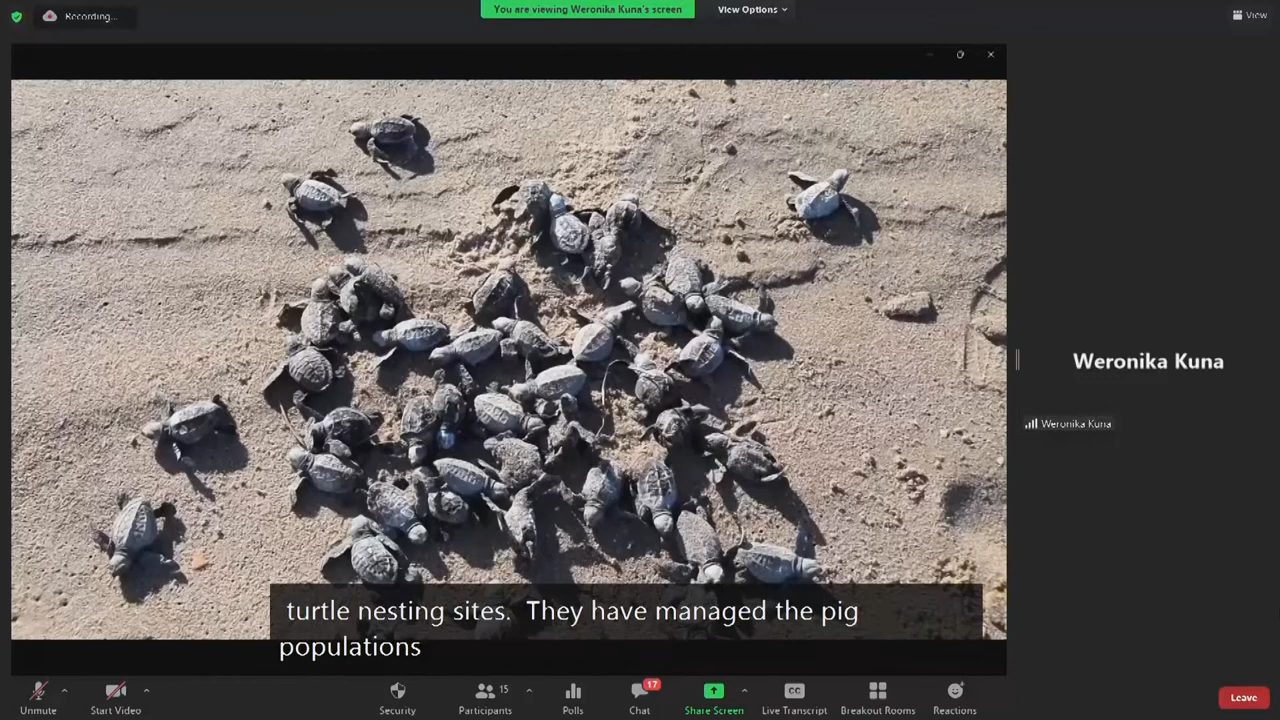 Recording...
You are viewing Weronika Kuna's screen
View Options
View
Weronika Kuna
Weronika Kuna
turtle nesting sites. They have managed the pig
populations
Unmute
Start Video
Security
Participants
15
Polls
Chat
17
Share Screen
CC
Live Transcript
Breakout Rooms
Reactions
Leave